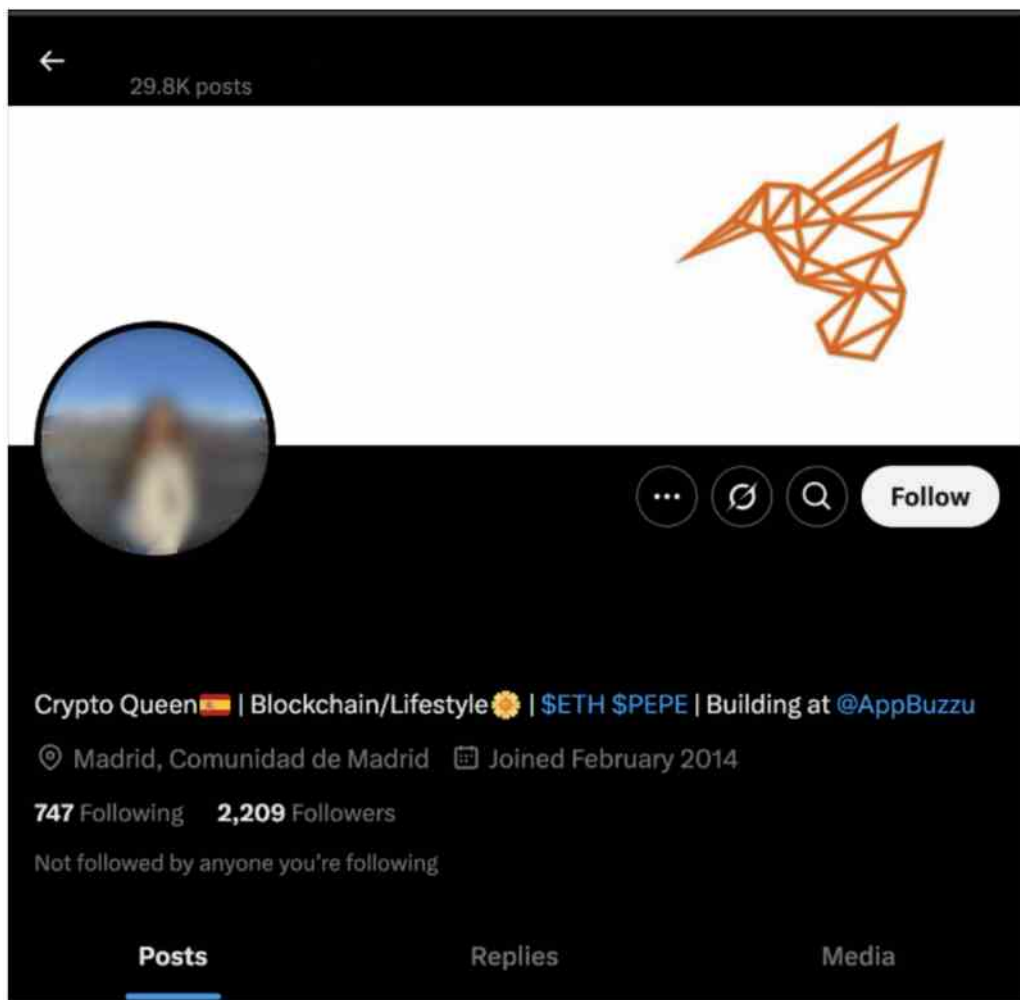 29.8K posts
Follow
Crypto Queen🇪🇸 | Blockchain/Lifestyle🌼 | $ETH $PEPE | Building at @AppBuzzu
Madrid, Comunidad de Madrid Joined February 2014
747 Following 2,209 Followers
Not followed by anyone you're following
Posts Replies Media